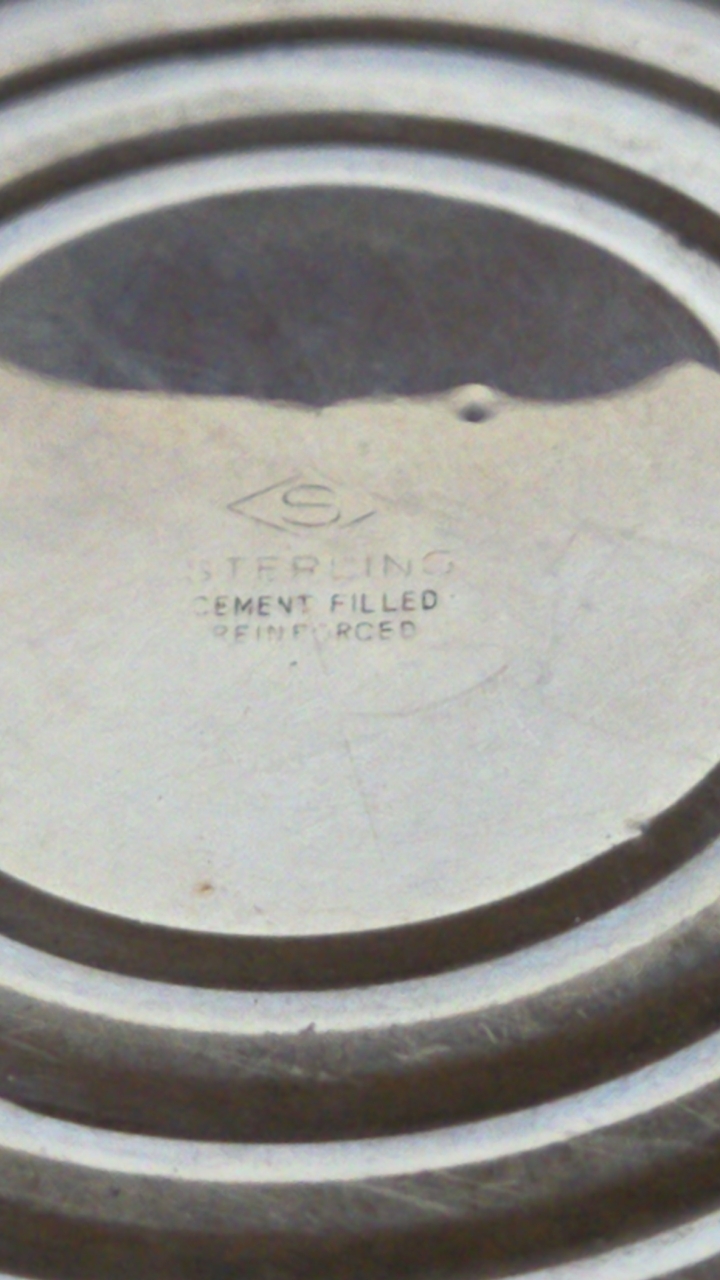 S
STERLING
CEMENT FILLED
REINFORCED